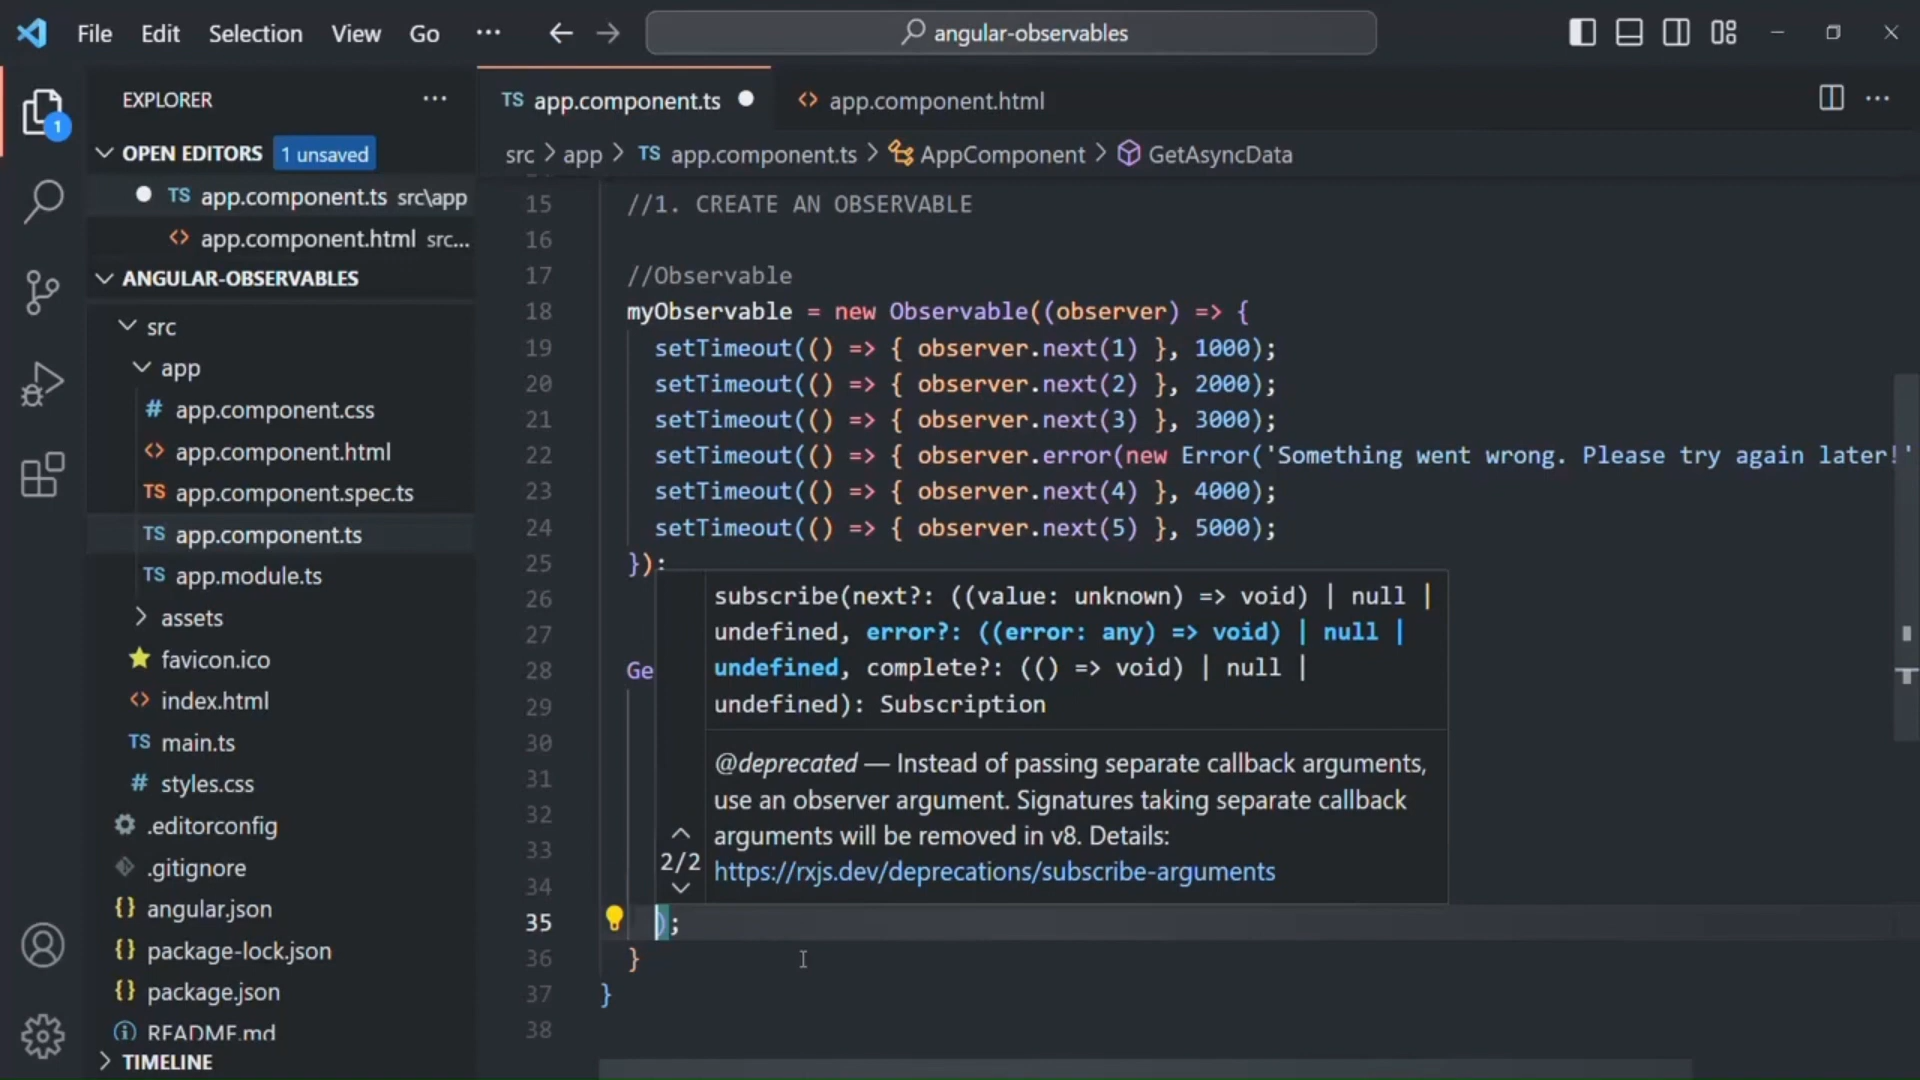 File Edit Selection View Go ··· angular-observables
EXPLORER ···
OPEN EDITORS 1 unsaved
TS app.component.ts src\app
<> app.component.html src...
ANGULAR-OBSERVABLES
src
app
# app.component.css
<> app.component.html
TS app.component.spec.ts
TS app.component.ts
TS app.module.ts
assets
favicon.ico
<> index.html
TS main.ts
# styles.css
.editorconfig
.gitignore
{} angular.json
{} package-lock.json
{} package.json
README.md
TIMELINE
1
TS app.component.ts <> app.component.html ···
src > app > TS app.component.ts > AppComponent > GetAsyncData
15 //1. CREATE AN OBSERVABLE
16
17 //Observable
18 myObservable = new Observable((observer) => {
19 setTimeout(() => { observer.next(1) }, 1000);
20 setTimeout(() => { observer.next(2) }, 2000);
21 setTimeout(() => { observer.next(3) }, 3000);
22 setTimeout(() => { observer.error(new Error('Something went wrong. Please try again later!'
23 setTimeout(() => { observer.next(4) }, 4000);
24 setTimeout(() => { observer.next(5) }, 5000);
25 });
26
27
28 Ge
29
30
31
32
33
34
35 );
36 }
37 }
38
subscribe(next?: ((value: unknown) => void) | null |
undefined, error?: ((error: any) => void) | null |
undefined, complete?: (() => void) | null |
undefined): Subscription
@deprecated — Instead of passing separate callback arguments,
use an observer argument. Signatures taking separate callback
arguments will be removed in v8. Details:
2/2 https://rxjs.dev/deprecations/subscribe-arguments